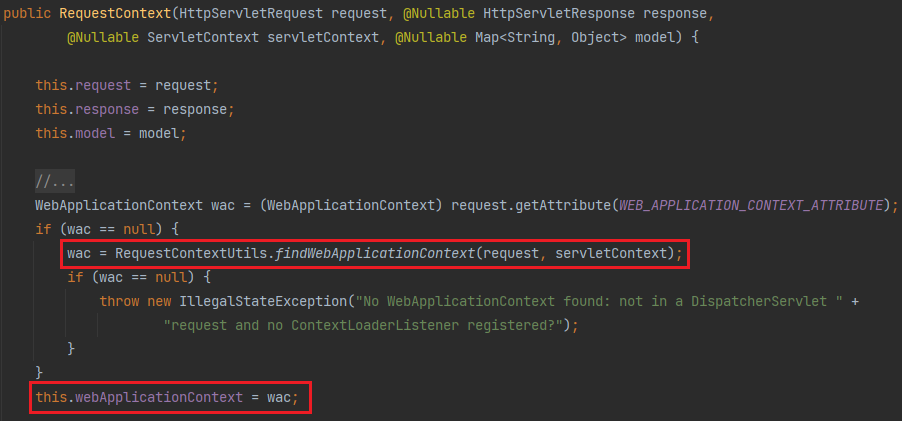 public RequestContext(HttpServletRequest request, @Nullable HttpServletResponse response,
@Nullable ServletContext servletContext, @Nullable Map<String, Object> model) {
this.request = request;
this.response = response;
this.model = model;
//...
WebApplicationContext wac = (WebApplicationContext) request.getAttribute(WEB_APPLICATION_CONTEXT_ATTRIBUTE);
if (wac == null) {
wac = RequestContextUtils.findWebApplicationContext(request, servletContext);
if (wac == null) {
throw new IllegalStateException("No WebApplicationContext found: not in a DispatcherServlet " +
"request and no ContextLoaderListener registered?");
}
}
this.webApplicationContext = wac;